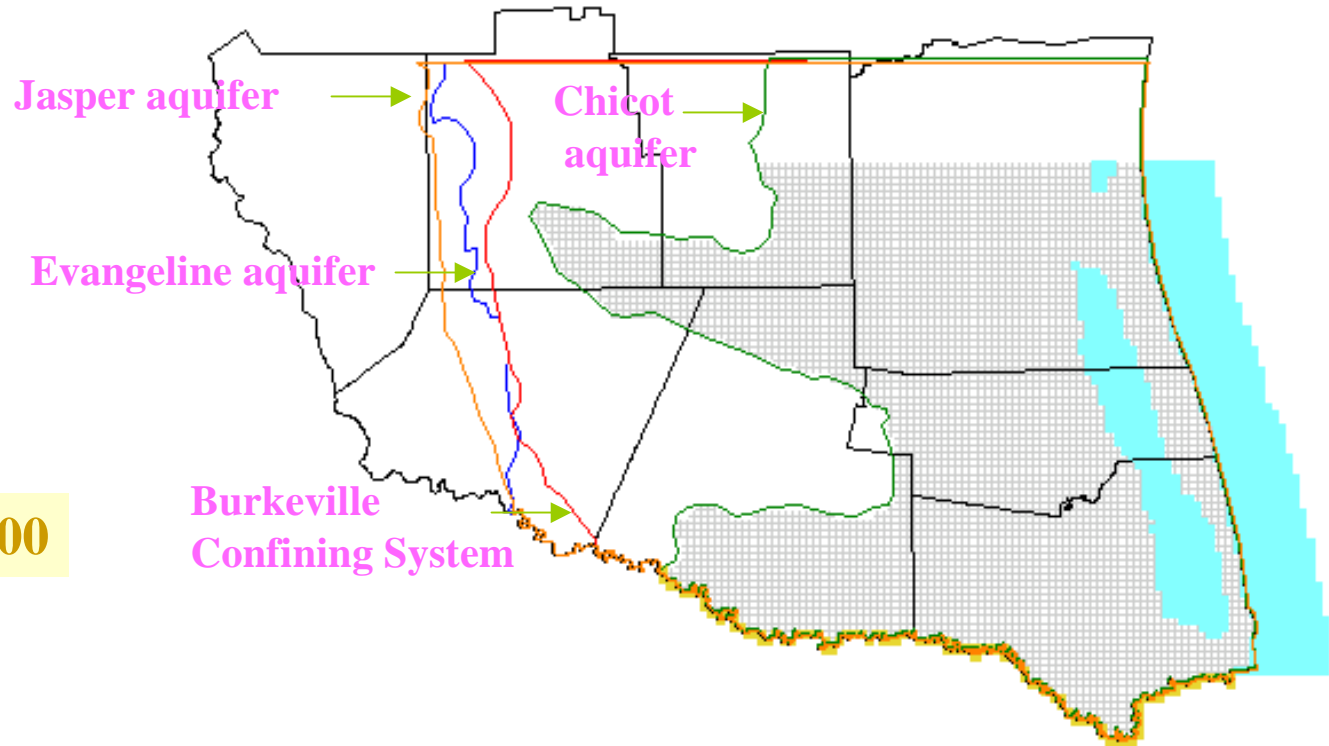 Jasper aquifer
Chicot
aquifer
Evangeline aquifer
Burkeville
Confining System
00